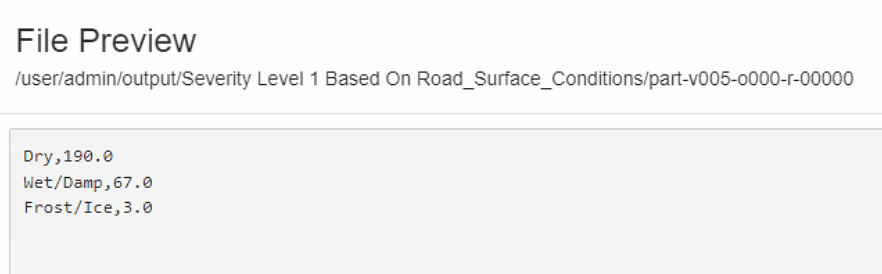 File Preview
/user/admin/output/Severity Level 1 Based On Road_Surface_Conditions/part-v005-o000-r-00000
Dry,190.0
Wet/Damp,67.0
Frost/Ice,3.0